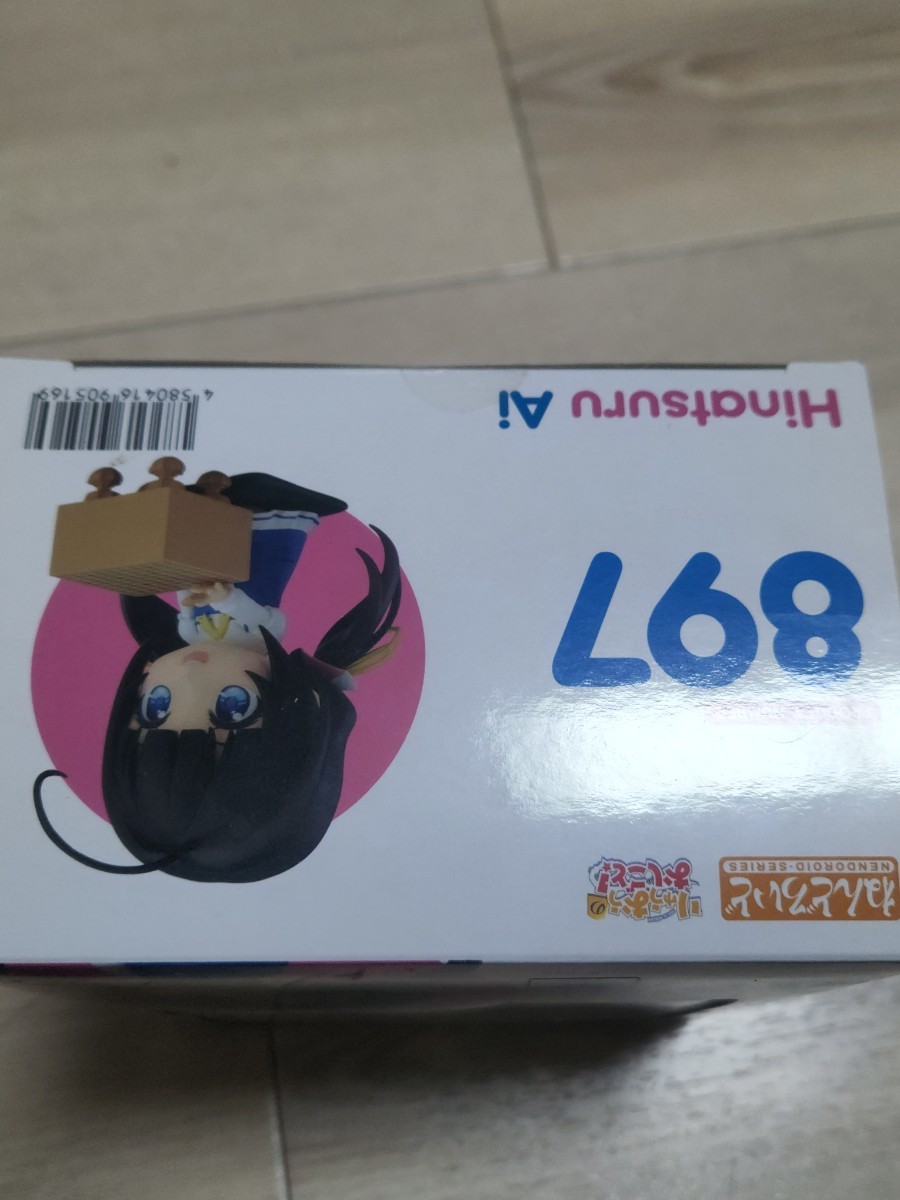 ねんどろいど
NENDOROID-SERIES
りゅうおうの
おしごと!
897
Hinatsuru Ai
4 580416 905169